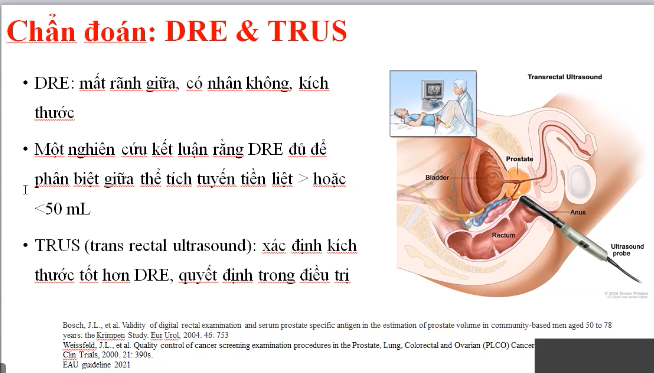 Chẩn đoán: DRE & TRUS
• DRE: mất rãnh giữa, có nhân không, kích
thước
• Một nghiên cứu kết luận rằng DRE đủ để
phân biệt giữa thể tích tuyến tiền liệt > hoặc
<50 mL
• TRUS (trans rectal ultrasound): xác định kích
thước tốt hơn DRE, quyết định trong điều trị
Transrectal Ultrasound
Prostate
Bladder
Anus
Rectum
Ultrasound
probe
Bosch, J.L., et al. Validity of digital rectal examination and serum prostate specific antigen in the estimation of prostate volume in community-based men aged 50 to 78
years: the Krimpen Study. Eur Urol, 2004. 46: 753
Weissfeld, J.L., et al. Quality control of cancer screening examination procedures in the Prostate, Lung, Colorectal and Ovarian (PLCO) Cancer
Clin Trials, 2000. 21: 390s.
EAU guideline 2021